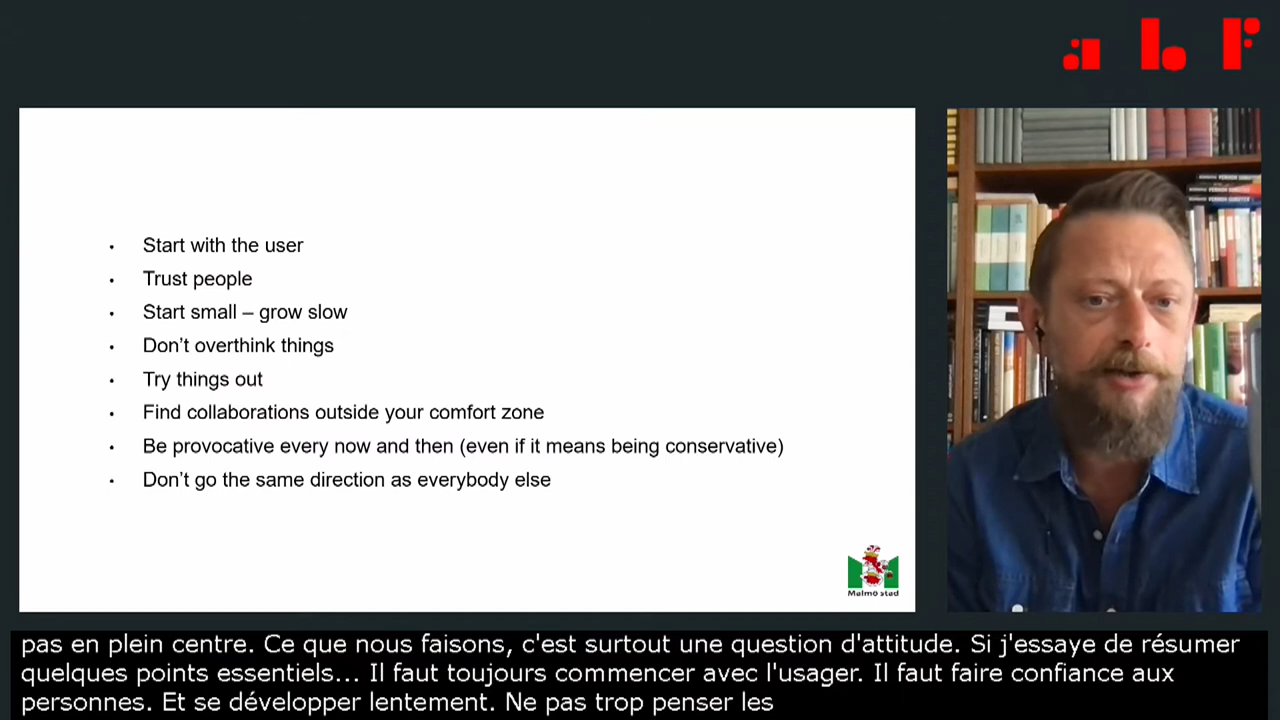 abf
Start with the user
Trust people
Start small – grow slow
Don’t overthink things
Try things out
Find collaborations outside your comfort zone
Be provocative every now and then (even if it means being conservative)
Don’t go the same direction as everybody else
Malmö stad
pas en plein centre. Ce que nous faisons, c'est surtout une question d'attitude. Si j'essaye de résumer
quelques points essentiels... Il faut toujours commencer avec l'usager. Il faut faire confiance aux
personnes. Et se développer lentement. Ne pas trop penser les